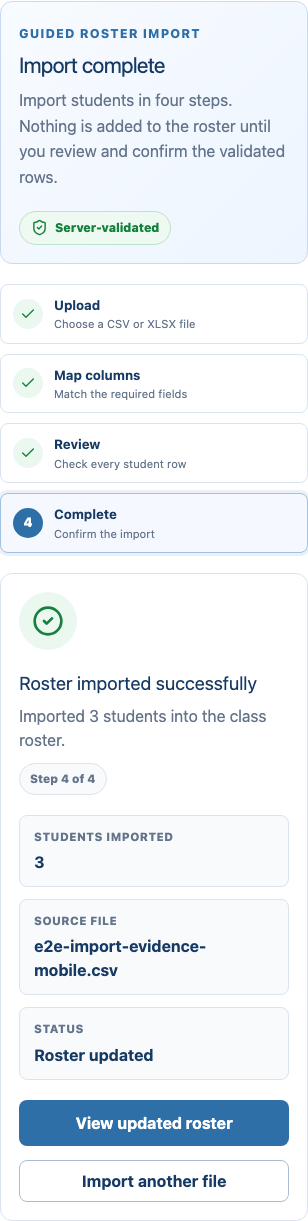 GUIDED ROSTER IMPORT
Import complete
Import students in four steps.
Nothing is added to the roster until
you review and confirm the validated
rows.
Server-validated
Upload
Choose a CSV or XLSX file
Map columns
Match the required fields
Review
Check every student row
4
Complete
Confirm the import
Roster imported successfully
Imported 3 students into the class
roster.
Step 4 of 4
STUDENTS IMPORTED
3
SOURCE FILE
e2e-import-evidence-
mobile.csv
STATUS
Roster updated
View updated roster
Import another file